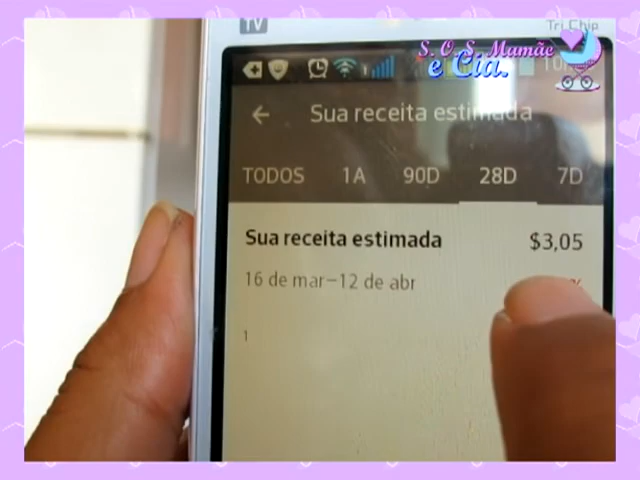 TV
Tri Chip
S. O. S. Mamãe
e Cia.
Sua receita estimada
TODOS 1A 90D 28D 7D
Sua receita estimada $3,05
16 de mar–12 de abr
1